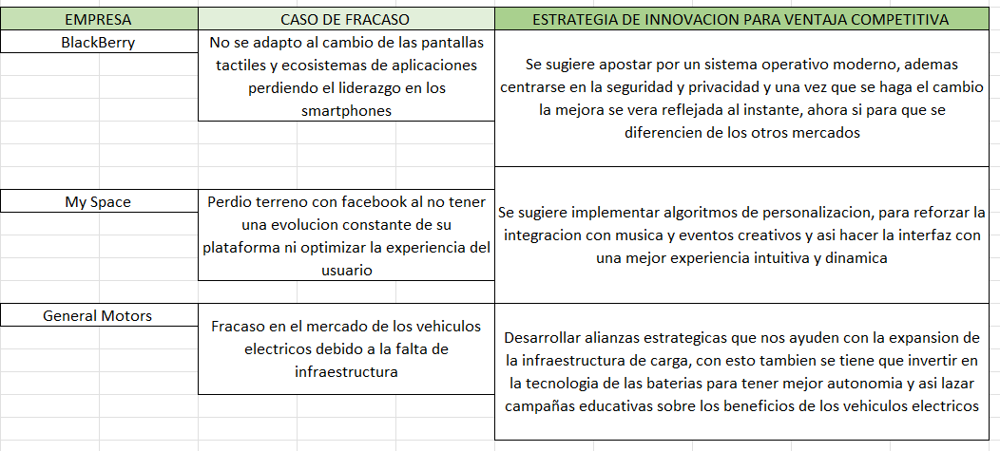 EMPRESA
CASO DE FRACASO
ESTRATEGIA DE INNOVACION PARA VENTAJA COMPETITIVA
BlackBerry
No se adapto al cambio de las pantallas
tactiles y ecosistemas de aplicaciones
perdiendo el liderazgo en los
smartphones
Se sugiere apostar por un sistema operativo moderno, ademas
centrarse en la seguridad y privacidad y una vez que se haga el cambio
la mejora se vera reflejada al instante, ahora si para que se
diferencien de los otros mercados
My Space
Perdio terreno con facebook al no tener
una evolucion constante de su
plataforma ni optimizar la experiencia del
usuario
Se sugiere implementar algoritmos de personalizacion, para reforzar la
integracion con musica y eventos creativos y asi hacer la interfaz con
una mejor experiencia intuitiva y dinamica
General Motors
Fracaso en el mercado de los vehiculos
electricos debido a la falta de
infraestructura
Desarrollar alianzas estrategicas que nos ayuden con la expansion de
la infraestructura de carga, con esto tambien se tiene que invertir en
la tecnologia de las baterias para tener mejor autonomia y asi lazar
campañas educativas sobre los beneficios de los vehiculos electricos